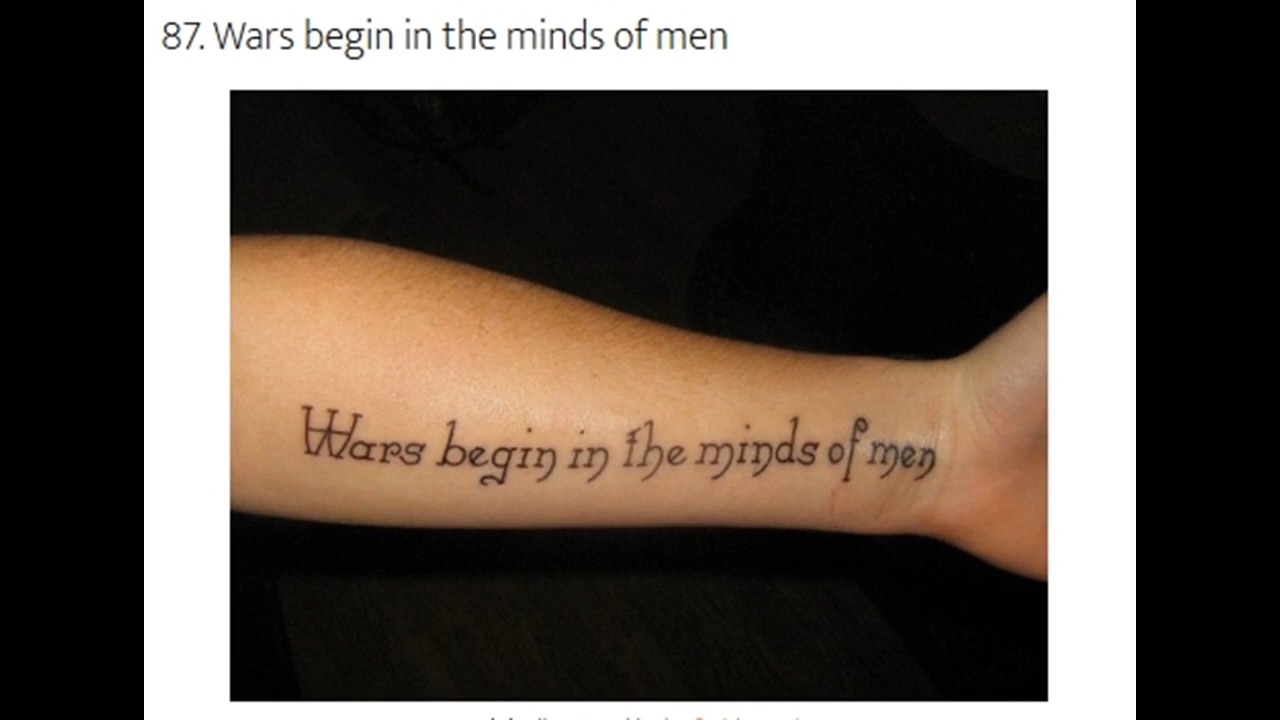 87. Wars begin in the minds of men
Wars begin in the minds of men